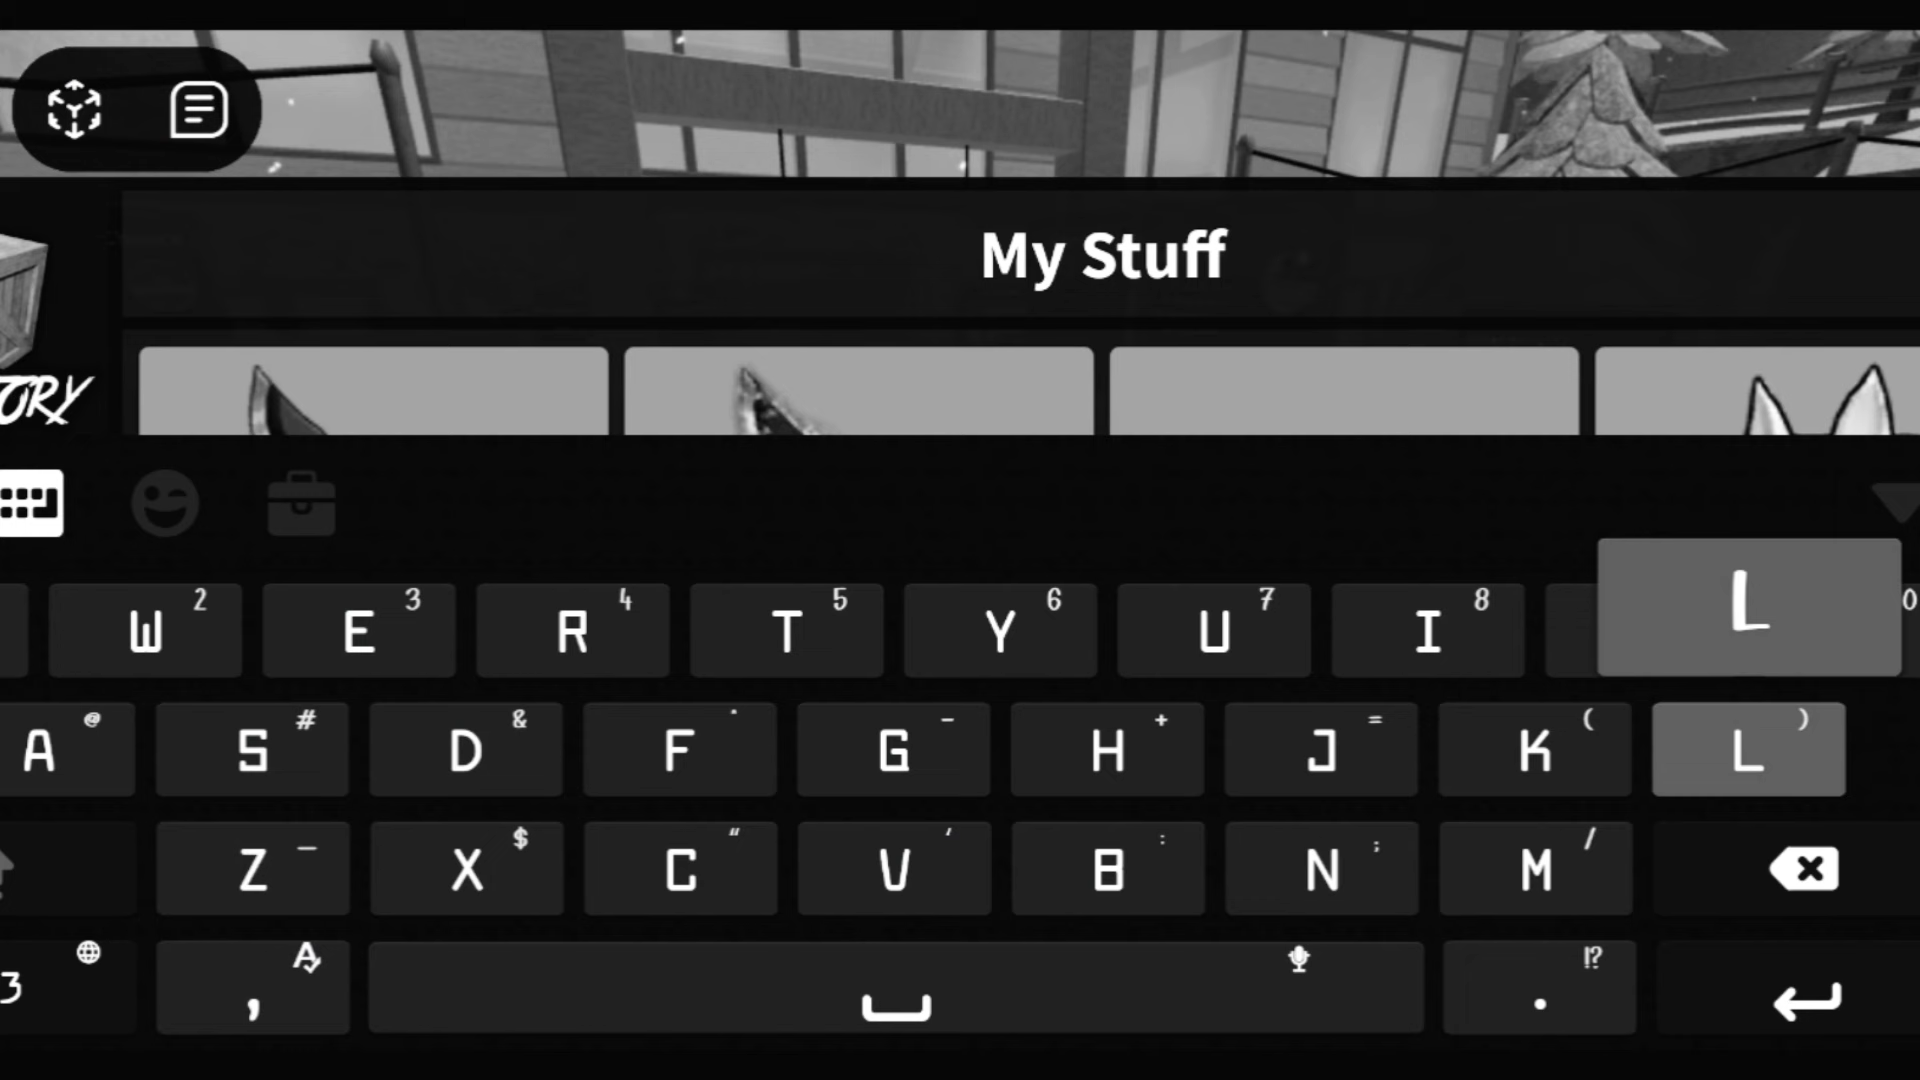 My Stuff
ORY
L
2 3 4 5 6 7 8 0
W E R T Y U I
@ # & - + = ( )
A S D F G H J K L
_ $ " ' : ; /
Z X C V B N M
!?
3 , .